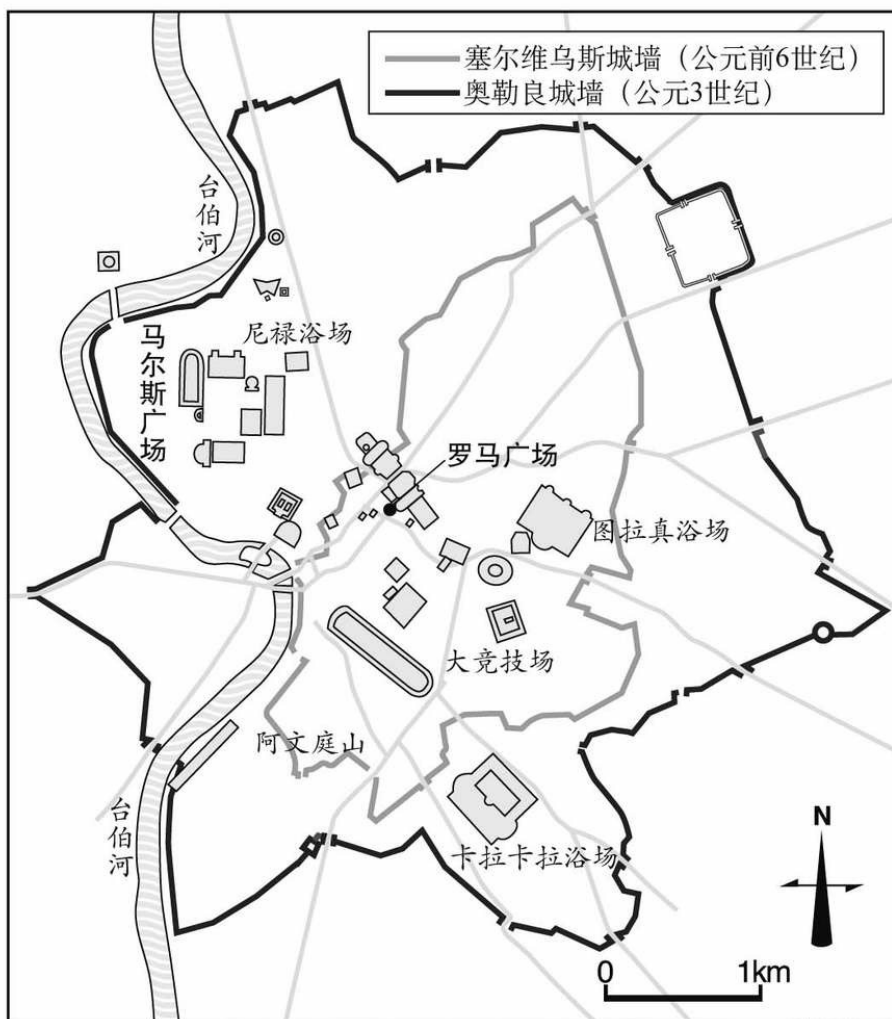 塞尔维乌斯城墙（公元前6世纪）
奥勒良城墙（公元3世纪）
台伯河
尼禄浴场
马尔斯广场
罗马广场
图拉真浴场
大竞技场
阿文庭山
台伯河
卡拉卡拉浴场
N
0 1km